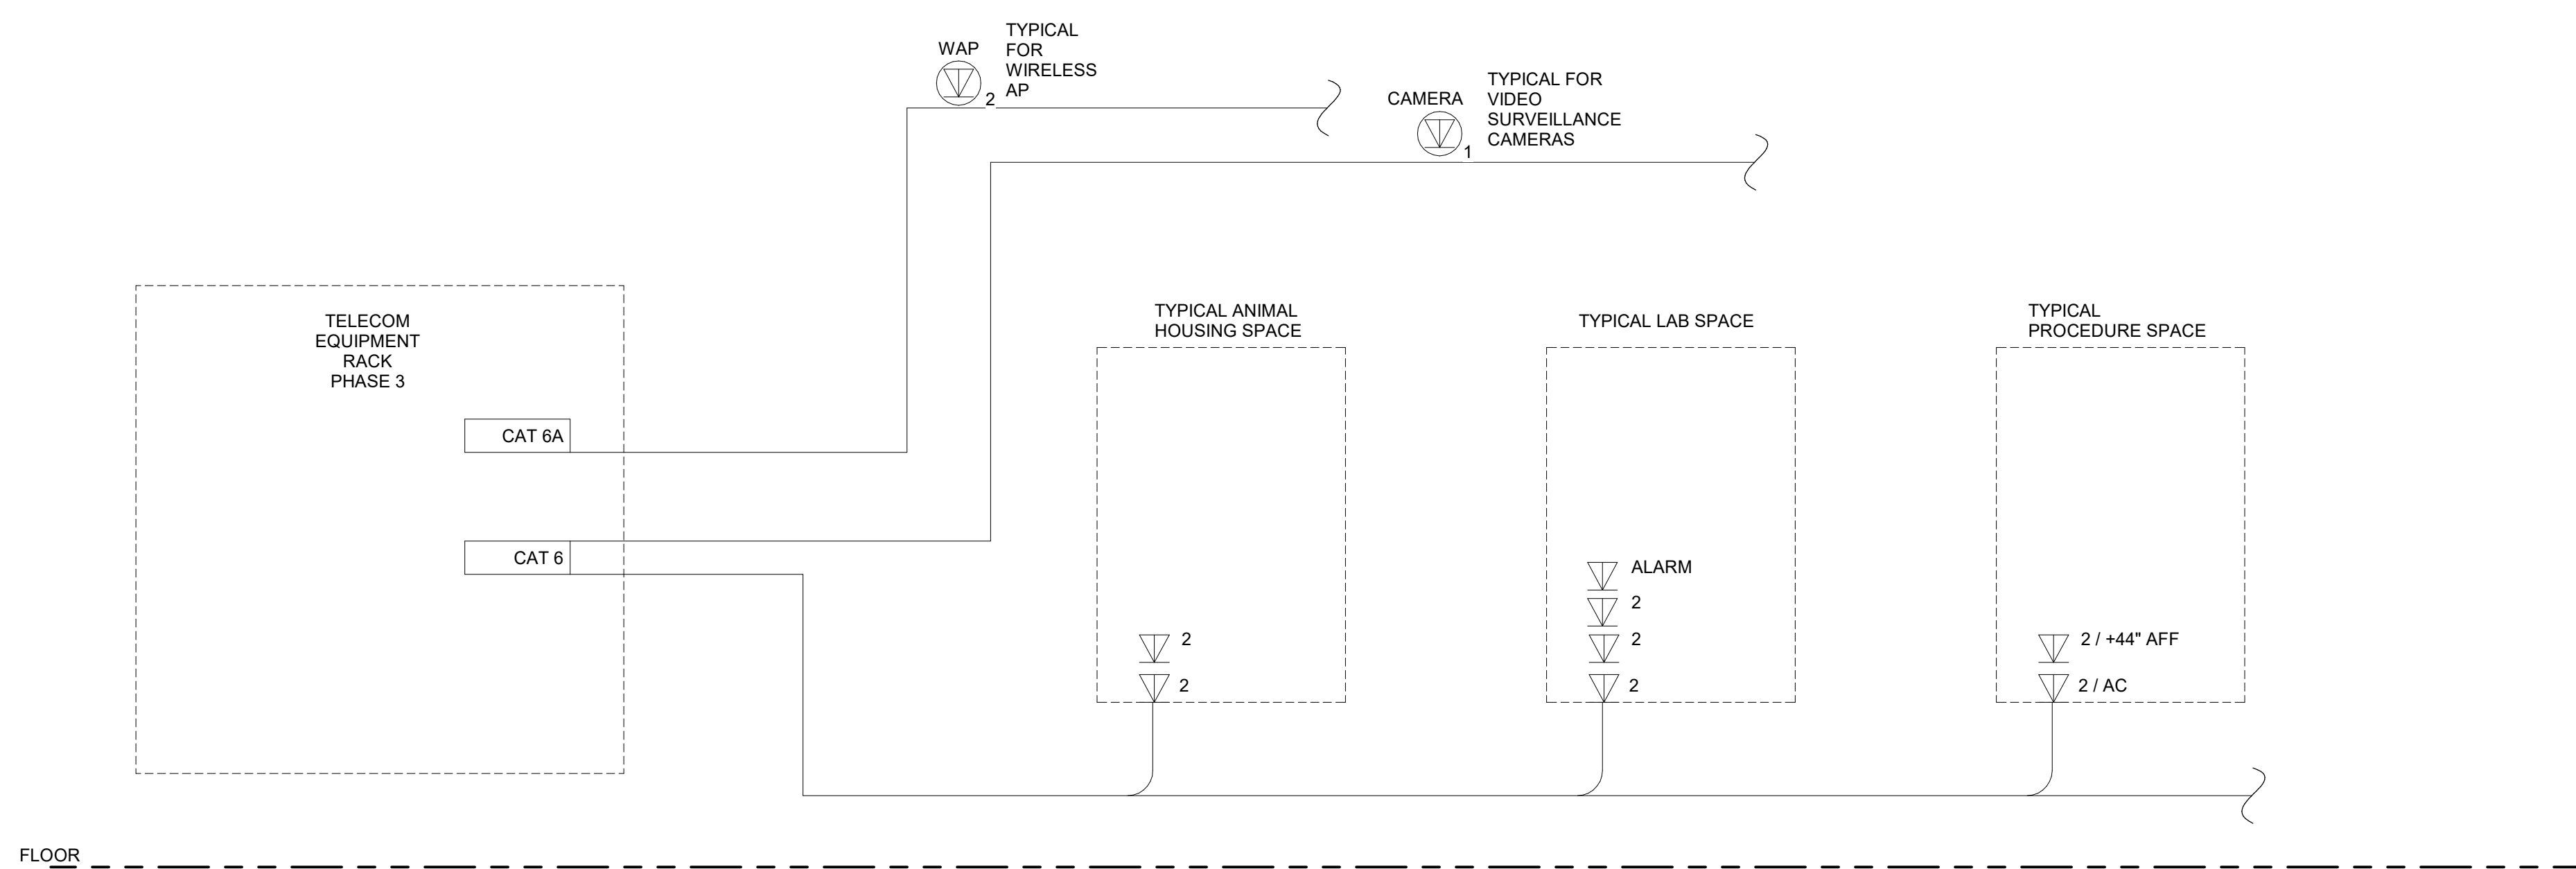 WAP
2
TYPICAL
FOR
WIRELESS
AP
CAMERA
1
TYPICAL FOR
VIDEO
SURVEILLANCE
CAMERAS
TELECOM
EQUIPMENT
RACK
PHASE 3
CAT 6A
CAT 6
TYPICAL ANIMAL
HOUSING SPACE
2
2
TYPICAL LAB SPACE
ALARM
2
2
2
TYPICAL
PROCEDURE SPACE
2 / +44" AFF
2 / AC
FLOOR